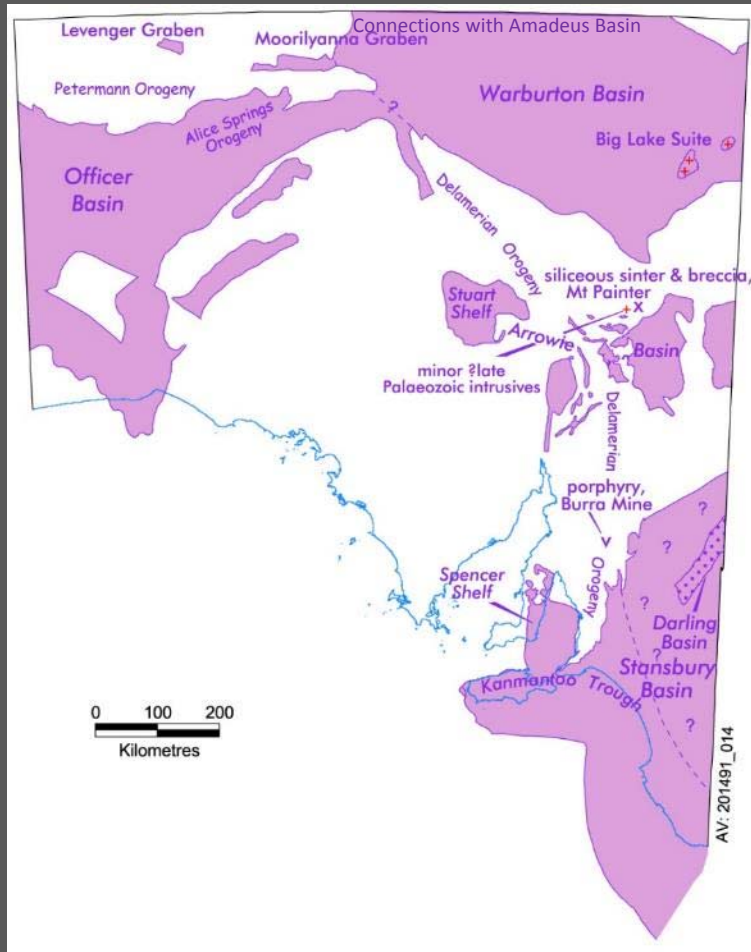 Connections with Amadeus Basin
Levenger Graben
Moorilyanna Graben
Petermann Orogeny
Alice Springs
Orogeny
?
Warburton Basin
Big Lake Suite
Officer
Basin
Delamerian Orogeny
siliceous sinter & breccia,
Mt Painter
x
Stuart
Shelf
Arrowie
Basin
minor ?late
Palaeozoic intrusives
Delamerian
porphyry,
Burra Mine
v
Orogeny
?
?
?
Spencer
Shelf
Darling
Basin
?
Stansbury
Basin
Kanmantoo Trough
?
0 100 200
Kilometres
AV: 201491_014